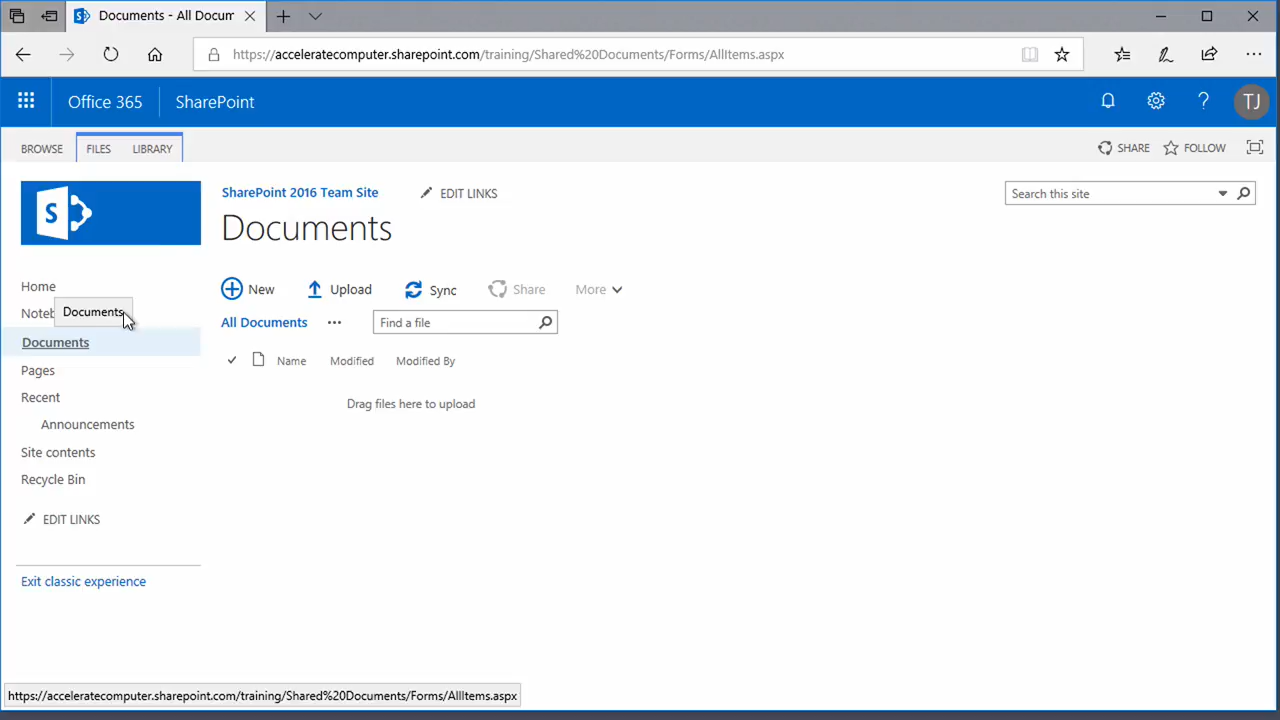 Documents - All Docum
https://acceleratecomputer.sharepoint.com/training/Shared%20Documents/Forms/AllItems.aspx
Office 365 SharePoint ? TJ
BROWSE FILES LIBRARY SHARE FOLLOW
S
SharePoint 2016 Team Site EDIT LINKS Search this site
Documents
Home
Noteb
Documents
Documents
Pages
Recent
Announcements
Site contents
Recycle Bin
EDIT LINKS
Exit classic experience
New Upload Sync Share More
All Documents ... Find a file
Name Modified Modified By
Drag files here to upload
https://acceleratecomputer.sharepoint.com/training/Shared%20Documents/Forms/AllItems.aspx